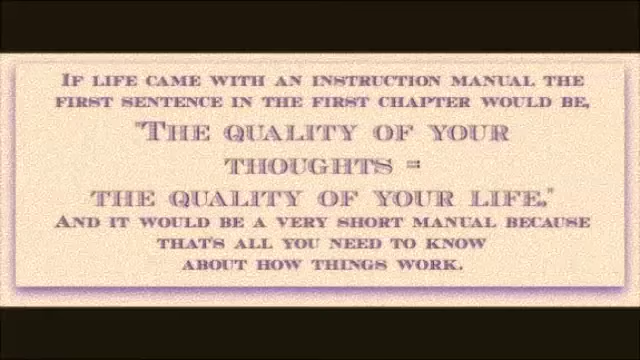 If life came with an instruction manual the
first sentence in the first chapter would be,
"The quality of your
thoughts =
the quality of your life."
And it would be a very short manual because
that's all you need to know
about how things work.